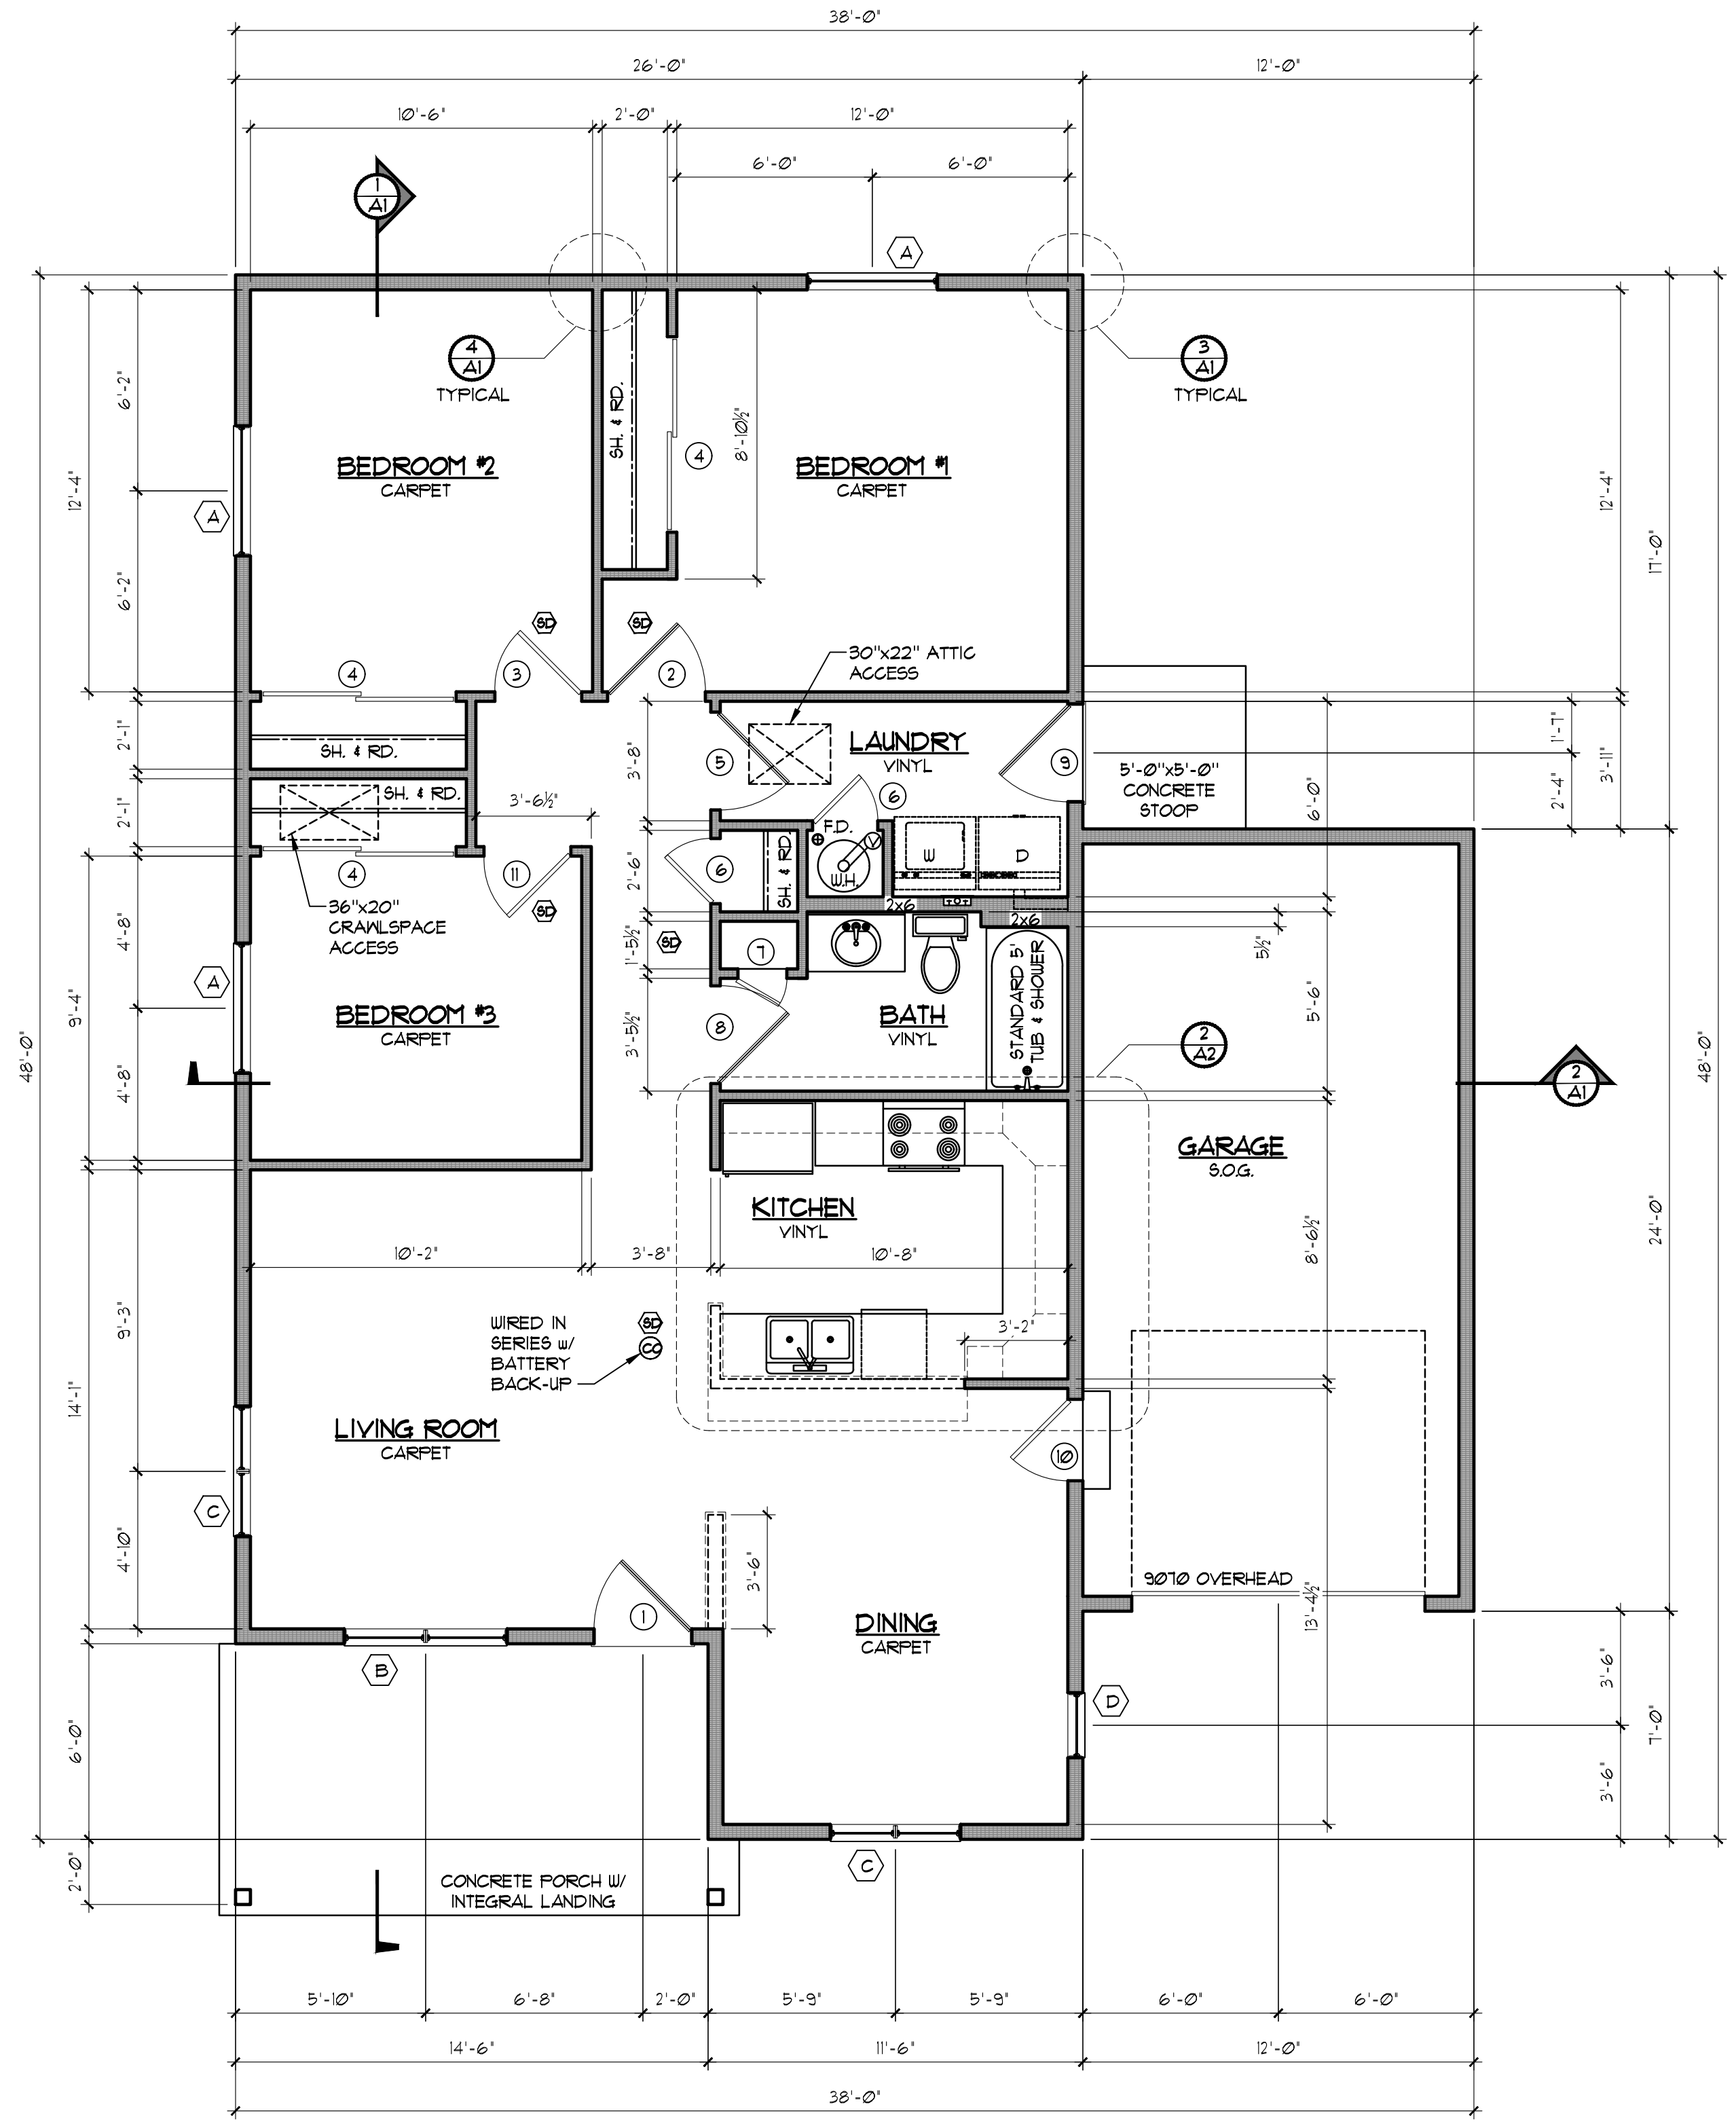 38'-0"
26'-0"
12'-0"
10'-6"
2'-0"
12'-0"
6'-0"
6'-0"
1
A1
A
4
A1
TYPICAL
3
A1
TYPICAL
6'-2"
12'-4"
6'-2"
SH. & RD.
8'-10½"
4
BEDROOM #2
CARPET
BEDROOM #1
CARPET
A
12'-4"
17'-0"
SD
SD
4
3
2
30"x22" ATTIC
ACCESS
2'-1"
SH. & RD.
3'-8"
5
LAUNDRY
VINYL
9
5'-0"x5'-0"
CONCRETE
STOOP
1'-7"
2'-4"
3'-11"
6'-0"
2'-1"
SH. & RD.
3'-6½"
6
F.D.
V
W.H.
W
D
4
11
2'-6"
6
SH. & RD.
2x6
2x6
36"x20"
CRAWLSPACE
ACCESS
SD
SD
1'-5½"
7
5½"
4'-8"
9'-4"
A
48'-0"
BEDROOM #3
CARPET
3'-5½"
8
BATH
VINYL
STANDARD 5'
TUB & SHOWER
5'-6"
2
A2
48'-0"
4'-8"
2
A1
GARAGE
S.O.G.
KITCHEN
VINYL
10'-2"
3'-8"
10'-8"
8'-6½"
24'-0"
9'-3"
14'-1"
WIRED IN
SERIES w/
BATTERY
BACK-UP
SD
CO
3'-2"
LIVING ROOM
CARPET
10
C
4'-10"
3'-6"
1
9070 OVERHEAD
13'-4½"
DINING
CARPET
B
D
3'-6"
7'-0"
3'-6"
6'-0"
C
2'-0"
CONCRETE PORCH W/
INTEGRAL LANDING
5'-10"
6'-8"
2'-0"
5'-9"
5'-9"
6'-0"
6'-0"
14'-6"
11'-6"
12'-0"
38'-0"